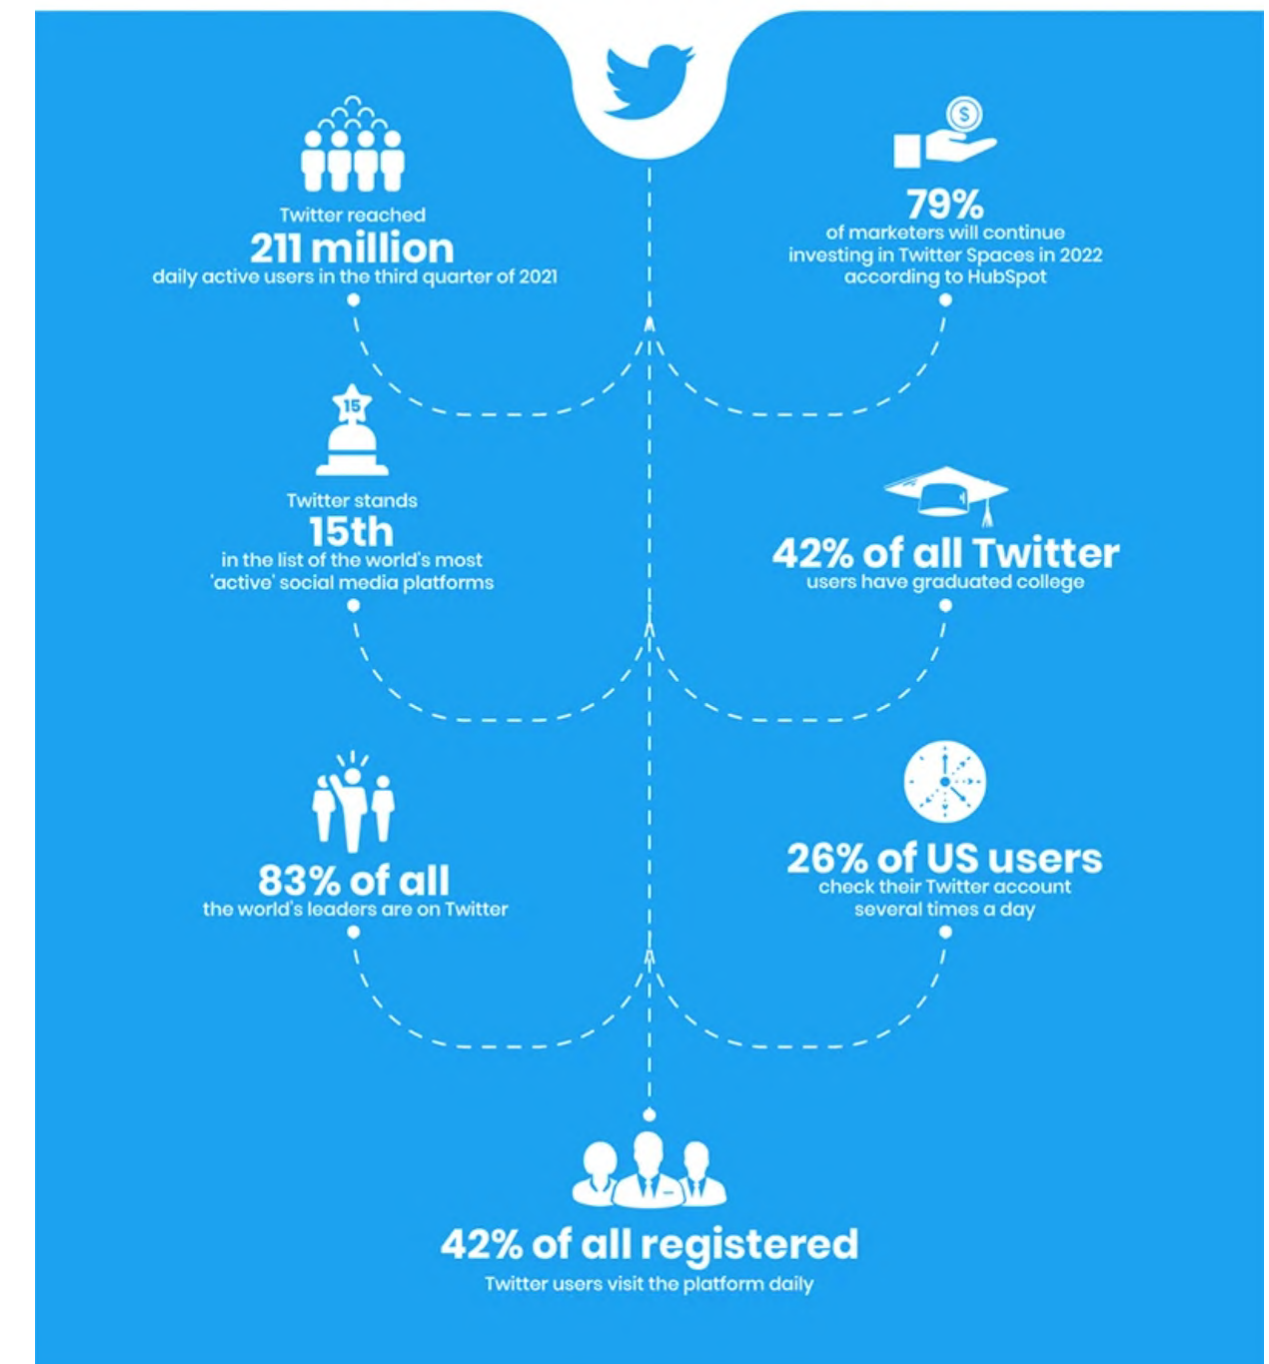 Twitter reached
211 million
daily active users in the third quarter of 2021
$
79%
of marketers will continue
investing in Twitter Spaces in 2022
according to HubSpot
15
Twitter stands
15th
in the list of the world's most
'active' social media platforms
42% of all Twitter
users have graduated college
83% of all
the world's leaders are on Twitter
26% of US users
check their Twitter account
several times a day
42% of all registered
Twitter users visit the platform daily